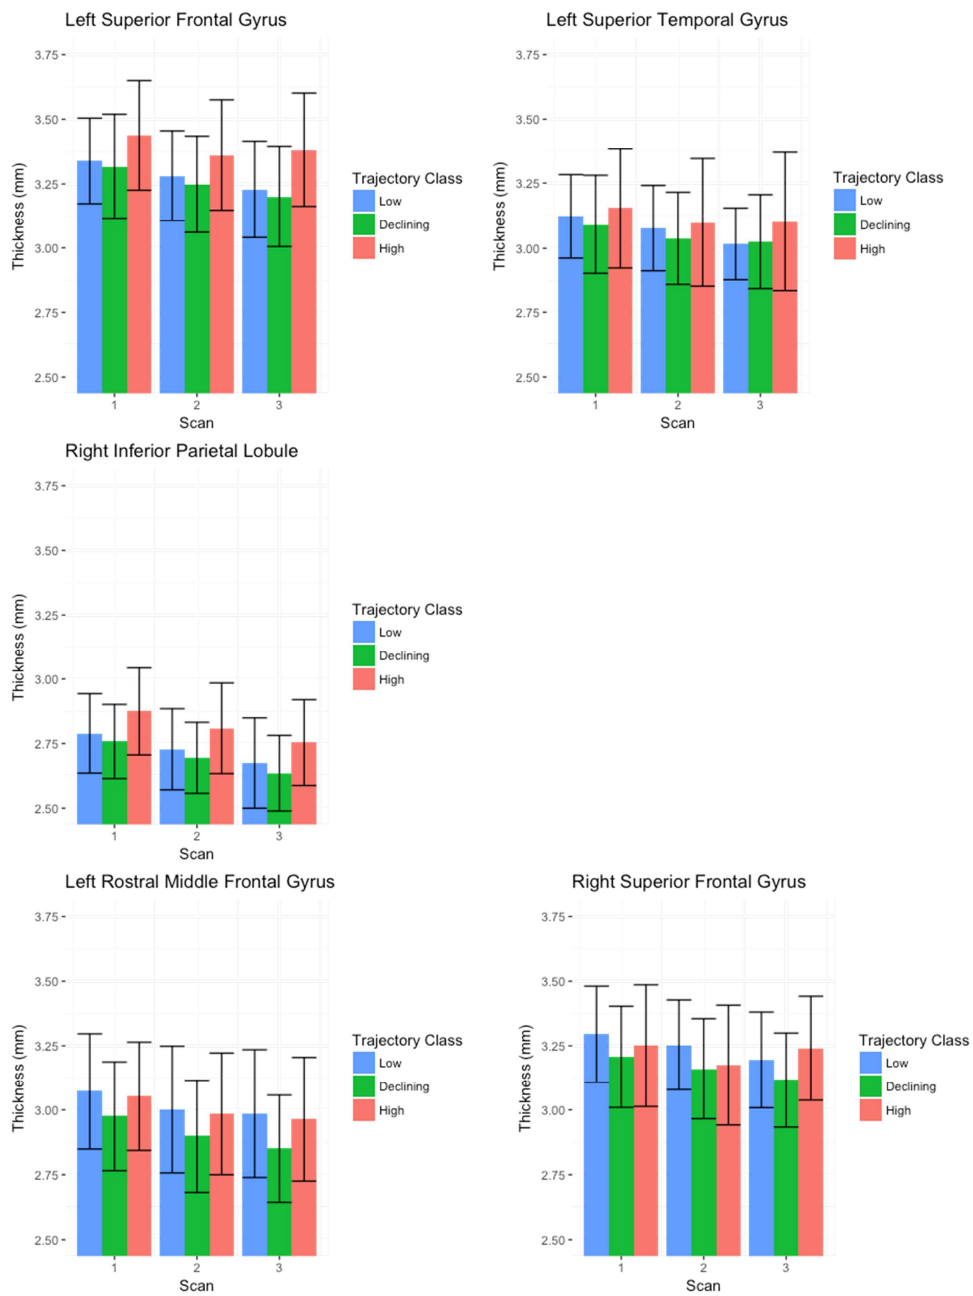 Left Superior Frontal Gyrus
3.75
3.50
3.25
3.00
2.75
2.50
Thickness (mm)
1 2 3
Scan
Trajectory Class
Low
Declining
High
Left Superior Temporal Gyrus
3.75
3.50
3.25
3.00
2.75
2.50
Thickness (mm)
1 2 3
Scan
Trajectory Class
Low
Declining
High
Right Inferior Parietal Lobule
3.75
3.50
3.25
3.00
2.75
2.50
Thickness (mm)
1 2 3
Scan
Trajectory Class
Low
Declining
High
Left Rostral Middle Frontal Gyrus
3.75
3.50
3.25
3.00
2.75
2.50
Thickness (mm)
1 2 3
Scan
Trajectory Class
Low
Declining
High
Right Superior Frontal Gyrus
3.75
3.50
3.25
3.00
2.75
2.50
Thickness (mm)
1 2 3
Scan
Trajectory Class
Low
Declining
High